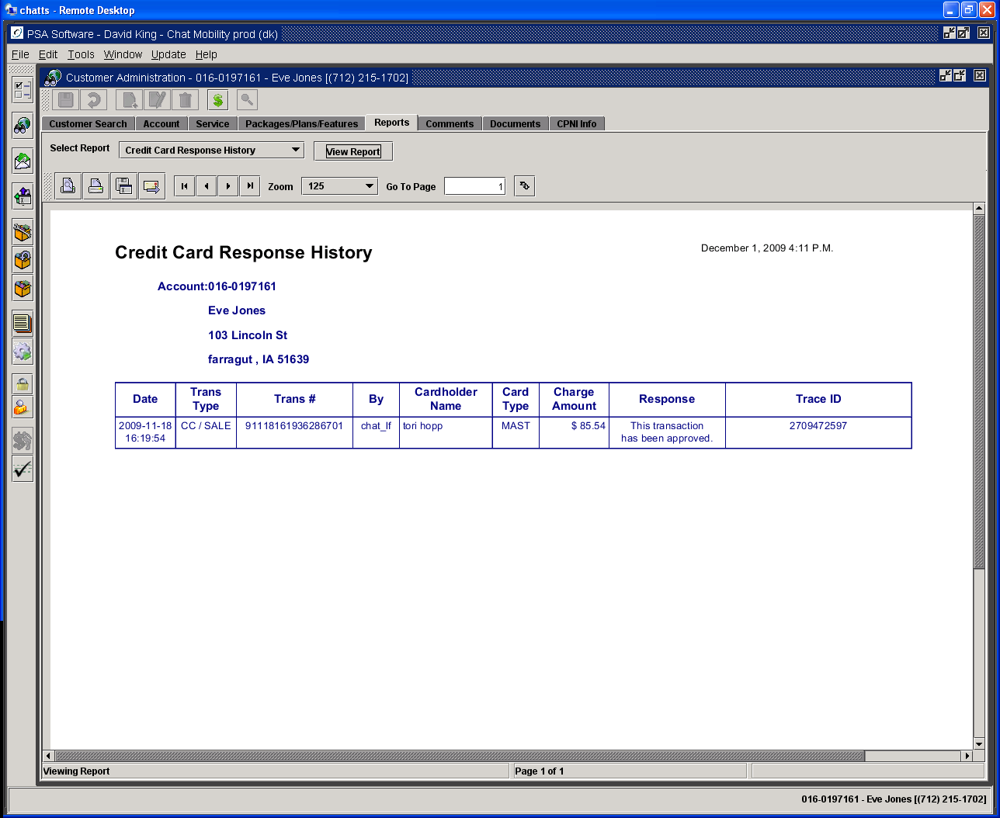 chatts - Remote Desktop
PSA Software - David King - Chat Mobility prod (dk)
File Edit Tools Window Update Help
Customer Administration - 016-0197161 - Eve Jones [(712) 215-1702]
Customer Search Account Service Packages/Plans/Features Reports Comments Documents CPNI Info
Select Report Credit Card Response History View Report
Zoom 125 Go To Page 1
Credit Card Response History December 1, 2009 4:11 P.M.
Account:016-0197161
Eve Jones
103 Lincoln St
farragut , IA 51639
Date Trans Type Trans # By Cardholder Name Card Type Charge Amount Response Trace ID
2009-11-18 16:19:54 CC / SALE 91118161936286701 chat_lf tori hopp MAST $ 85.54 This transaction has been approved. 2709472597
Viewing Report Page 1 of 1
016-0197161 - Eve Jones [(712) 215-1702]